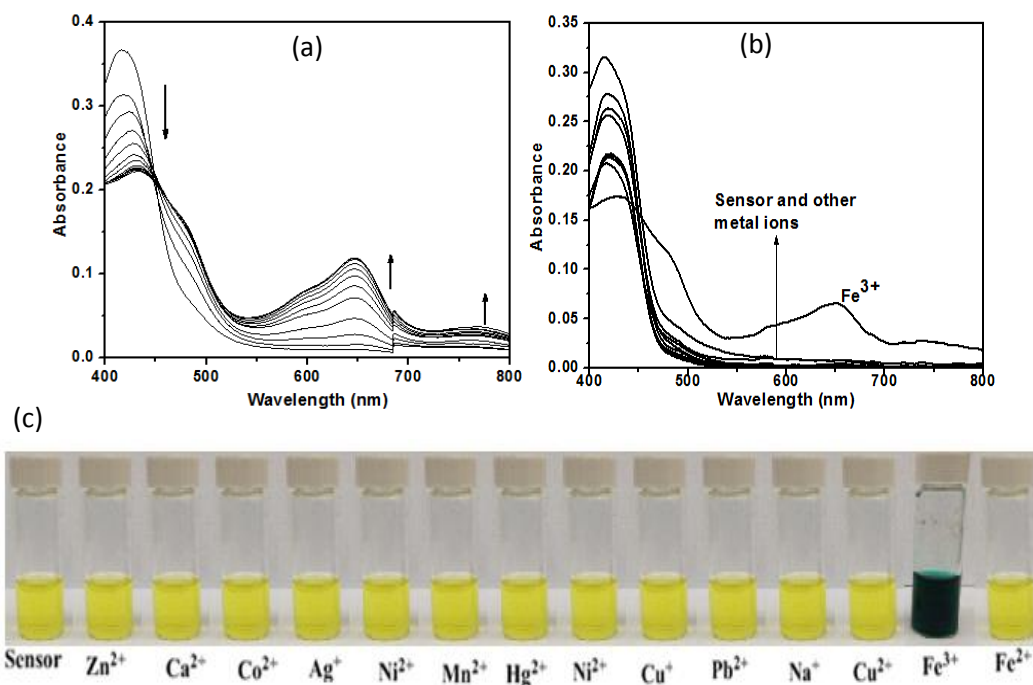 (a)
0.4
0.3
0.2
0.1
0.0
Absorbance
400 500 600 700 800
Wavelength (nm)
(b)
0.35
0.30
0.25
0.20
0.15
0.10
0.05
0.00
Absorbance
Sensor and other
metal ions
Fe3+
400 500 600 700 800
Wavelength (nm)
(c)
Sensor Zn2+ Ca2+ Co2+ Ag+ Ni2+ Mn2+ Hg2+ Ni2+ Cu+ Pb2+ Na+ Cu2+ Fe3+ Fe2+